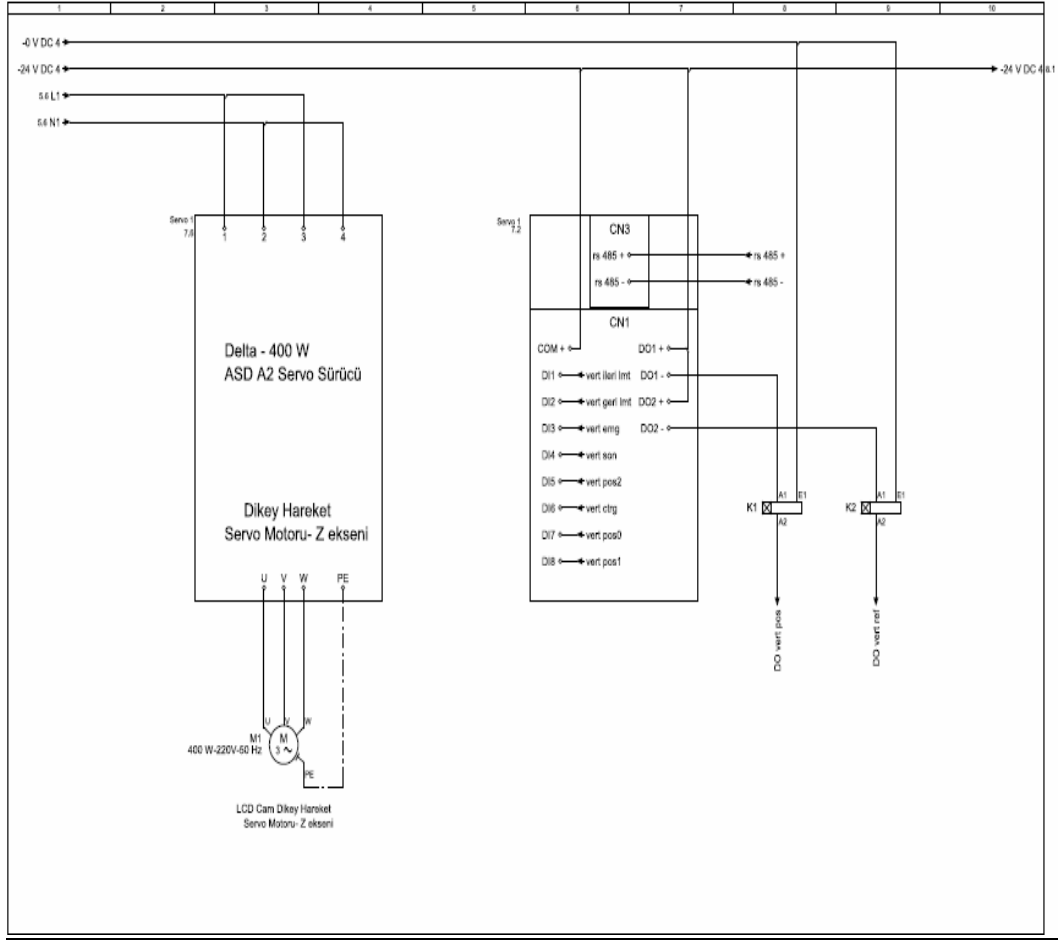 1 2 3 4 5 6 7 8 9 10
-0 V DC 4
-24 V DC 4
-24 V DC 4 8.1
5.6 L1
5.6 N1
Servo 1
7.6
1 2 3 4
Delta - 400 W
ASD A2 Servo Sürücü
Dikey Hareket
Servo Motoru- Z ekseni
U V W PE
U V W
M1
400 W-220V-50 Hz
M
3 ~
PE
LCD Cam Dikey Hareket
Servo Motoru- Z ekseni
Servo 1
7.2
CN3
rs 485 + rs 485 +
rs 485 - rs 485 -
CN1
COM + DO1 +
DI1 vert ileri lmt DO1 -
DI2 vert geri lmt DO2 +
DI3 vert emg DO2 -
DI4 vert son
DI5 vert pos2
DI6 vert ctrg
DI7 vert pos0
DI8 vert pos1
A1 E1
K1
A2
A1 E1
K2
A2
DO vert pos
DO vert ref